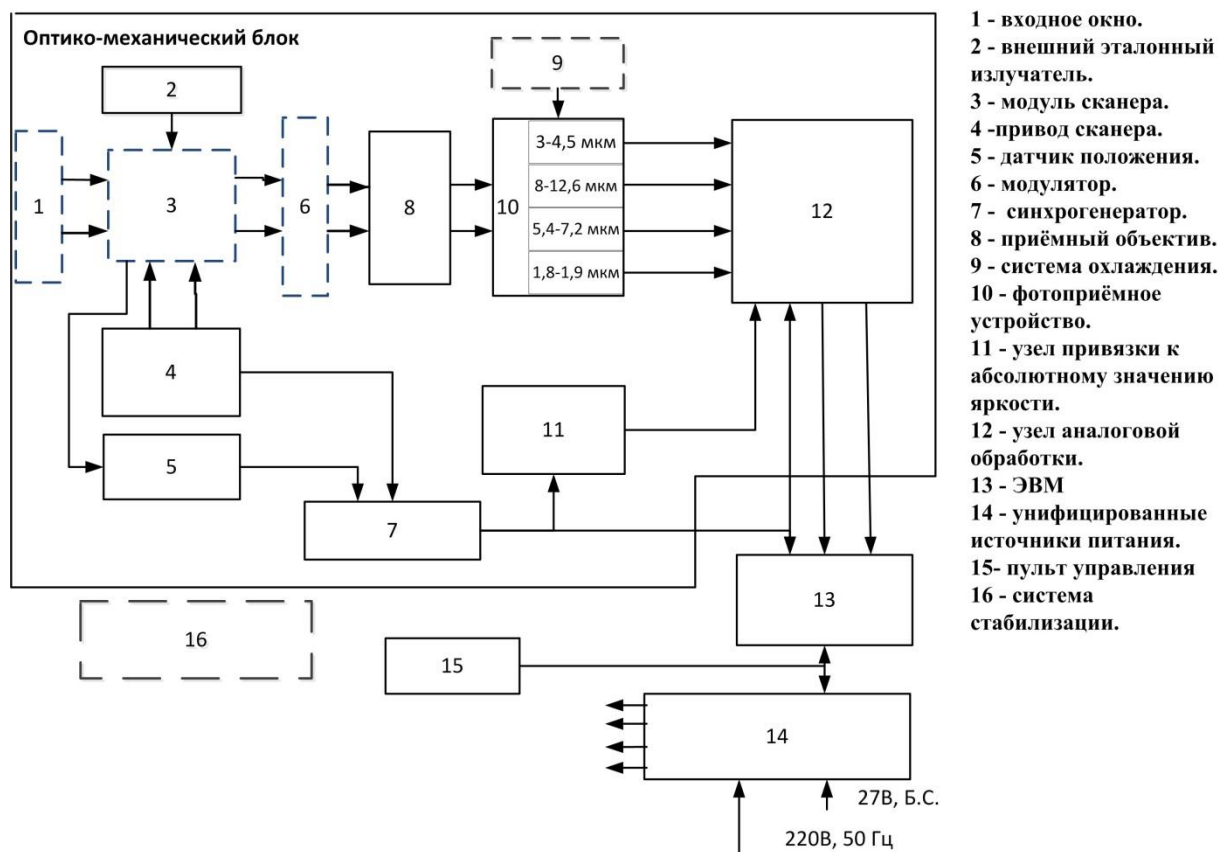 Оптико-механический блок
2
9
1
3
6
8
10
3-4,5 мкм
8-12,6 мкм
5,4-7,2 мкм
1,8-1,9 мкм
12
4
11
5
7
13
16
15
14
27В, Б.С.
220В, 50 Гц
1 - входное окно.
2 - внешний эталонный
излучатель.
3 - модуль сканера.
4 -привод сканера.
5 - датчик положения.
6 - модулятор.
7 -  синхрогенератор.
8 - приёмный объектив.
9 - система охлаждения.
10 - фотоприёмное
устройство.
11 - узел привязки к
абсолютному значению
яркости.
12 - узел аналоговой
обработки.
13 - ЭВМ
14 - унифицированные
источники питания.
15- пульт управления
16 - система
стабилизации.